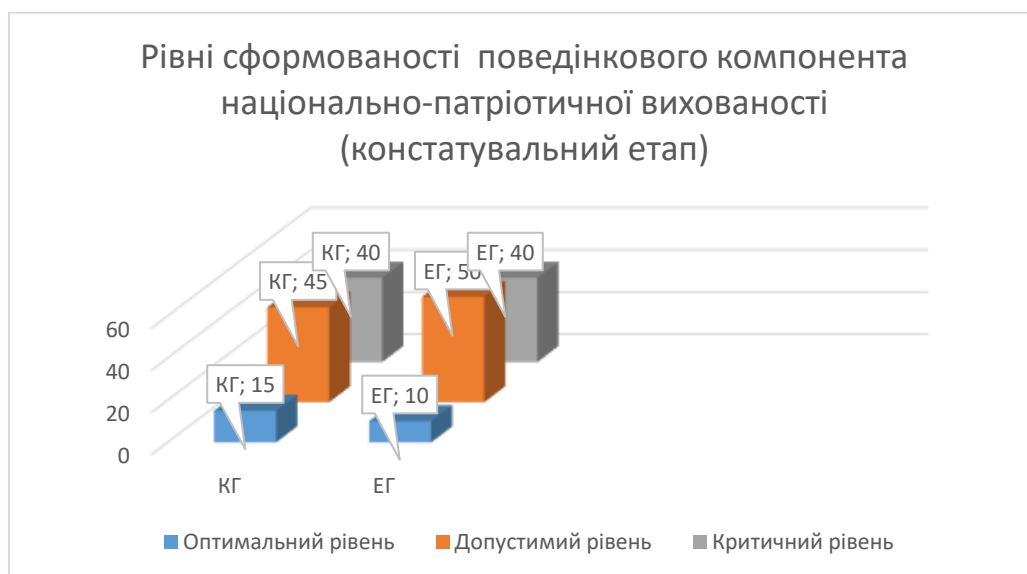 Рівні сформованості поведінкового компонента
національно-патріотичної вихованості
(констатувальний етап)
КГ; 40
ЕГ; 40
КГ; 45
ЕГ; 50
КГ; 15
ЕГ; 10
60
40
20
0
КГ
ЕГ
Оптимальний рівень
Допустимий рівень
Критичний рівень